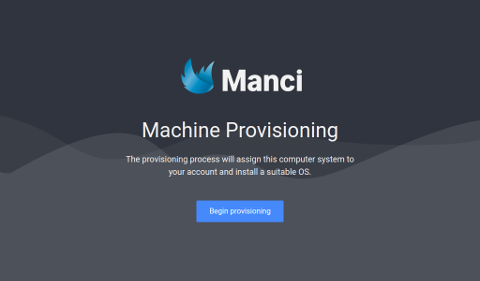 Manci
Machine Provisioning
The provisioning process will assign this computer system to
your account and install a suitable OS.
Begin provisioning